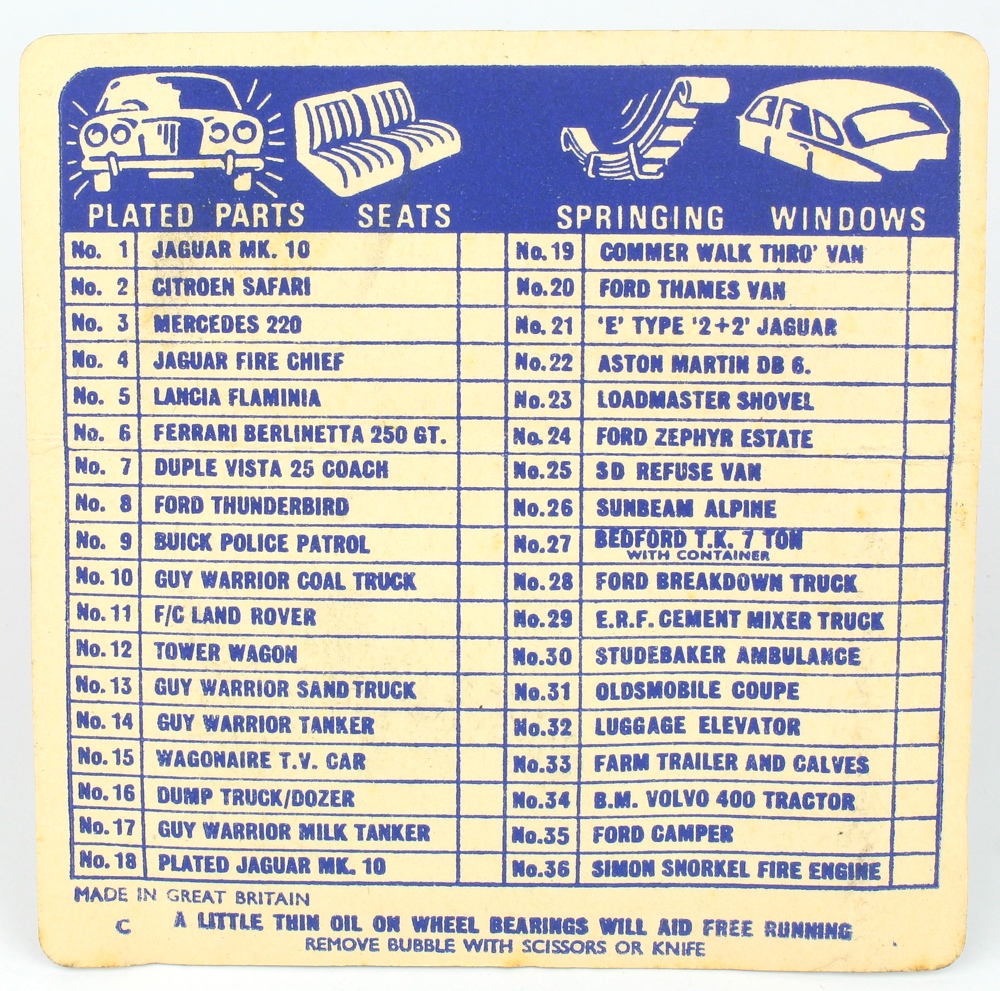 PLATED PARTS SEATS SPRINGING WINDOWS
No. 1 JAGUAR MK. 10
No. 2 CITROEN SAFARI
No. 3 MERCEDES 220
No. 4 JAGUAR FIRE CHIEF
No. 5 LANCIA FLAMINIA
No. 6 FERRARI BERLINETTA 250 GT.
No. 7 DUPLE VISTA 25 COACH
No. 8 FORD THUNDERBIRD
No. 9 BUICK POLICE PATROL
No. 10 GUY WARRIOR COAL TRUCK
No. 11 F/C LAND ROVER
No. 12 TOWER WAGON
No. 13 GUY WARRIOR SAND TRUCK
No. 14 GUY WARRIOR TANKER
No. 15 WAGONAIRE T.V. CAR
No. 16 DUMP TRUCK/DOZER
No. 17 GUY WARRIOR MILK TANKER
No. 18 PLATED JAGUAR MK. 10
No. 19 COMMER WALK THRO' VAN
No. 20 FORD THAMES VAN
No. 21 'E' TYPE '2+2' JAGUAR
No. 22 ASTON MARTIN DB 6.
No. 23 LOADMASTER SHOVEL
No. 24 FORD ZEPHYR ESTATE
No. 25 SD REFUSE VAN
No. 26 SUNBEAM ALPINE
No. 27 BEDFORD T.K. 7 TON
WITH CONTAINER
No. 28 FORD BREAKDOWN TRUCK
No. 29 E.R.F. CEMENT MIXER TRUCK
No. 30 STUDEBAKER AMBULANCE
No. 31 OLDSMOBILE COUPE
No. 32 LUGGAGE ELEVATOR
No. 33 FARM TRAILER AND CALVES
No. 34 B.M. VOLVO 400 TRACTOR
No. 35 FORD CAMPER
No. 36 SIMON SNORKEL FIRE ENGINE
MADE IN GREAT BRITAIN
C A LITTLE THIN OIL ON WHEEL BEARINGS WILL AID FREE RUNNING
REMOVE BUBBLE WITH SCISSORS OR KNIFE